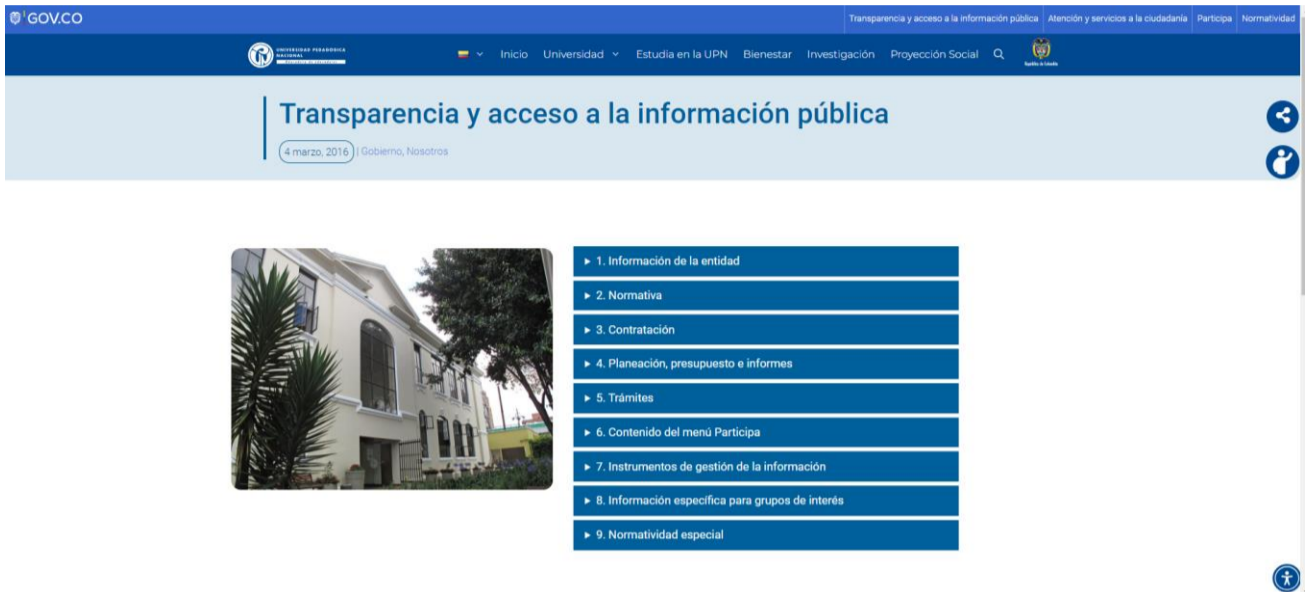 GOV.CO
Transparencia y acceso a la información pública
Atención y servicios a la ciudadanía
Participa
Normatividad
UNIVERSIDAD PEDAGÓGICA
NACIONAL
Inicio
Universidad
Estudia en la UPN
Bienestar
Investigación
Proyección Social
Transparencia y acceso a la información pública
4 marzo, 2016 | Gobierno, Nosotros
▸ 1. Información de la entidad
▸ 2. Normativa
▸ 3. Contratación
▸ 4. Planeación, presupuesto e informes
▸ 5. Trámites
▸ 6. Contenido del menú Participa
▸ 7. Instrumentos de gestión de la información
▸ 8. Información específica para grupos de interés
▸ 9. Normatividad especial